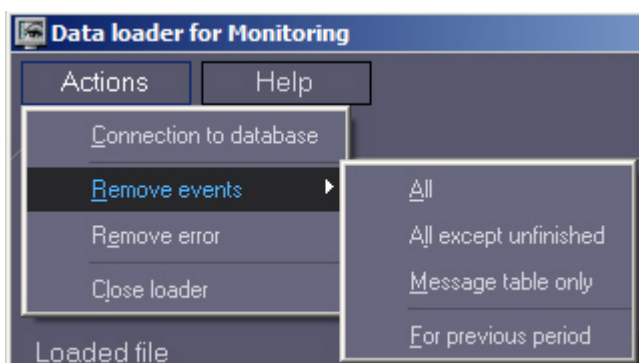 Data loader for Monitoring
Actions
Help
Connection to database
Remove events
Remove error
Close loader
All
All except unfinished
Message table only
For previous period
Loaded file